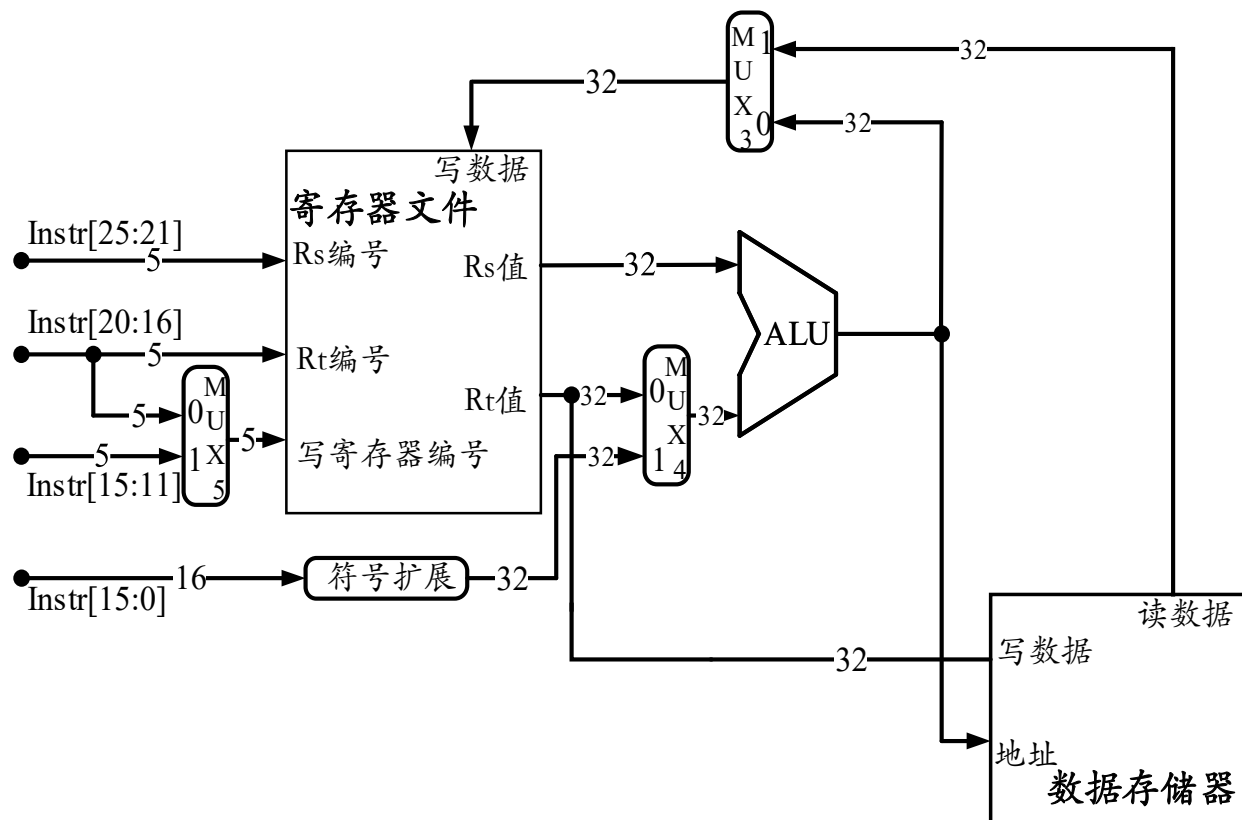 M
U
X
3
1
0
32
32
32
写数据
寄存器文件
Instr[25:21]
5
Rs编号
Rs值
32
Instr[20:16]
5
Rt编号
ALU
M
U
X
5
0
1
5
5
5
Instr[15:11]
写寄存器编号
Rt值
32
32
0
1
M
U
X
4
32
16
Instr[15:0]
符号扩展
32
读数据
32
写数据
地址
数据存储器